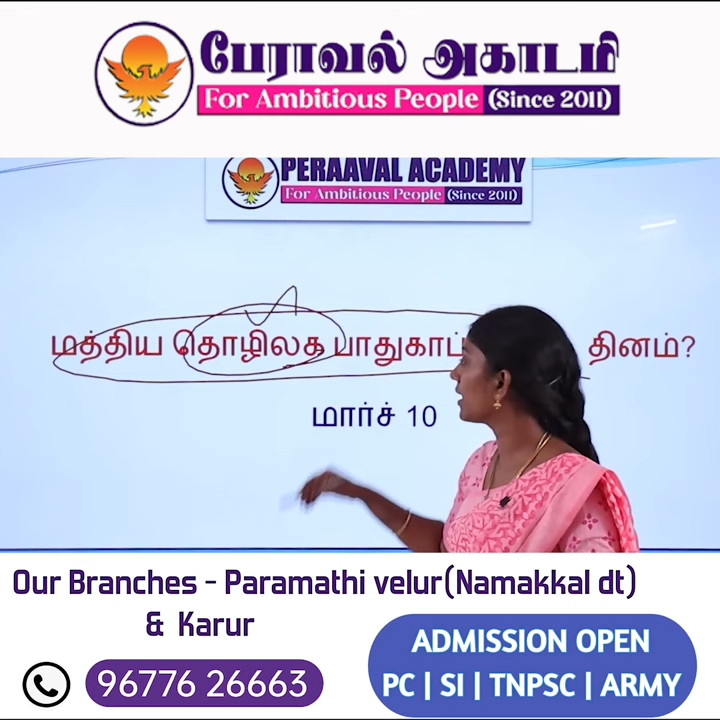 பேராவல் அகாடமி
For Ambitious People (Since 2011)
PERAAVAL ACADEMY
For Ambitious People (Since 2011)
மத்திய தொழிலக பாதுகாப் தினம்?
மார்ச் 10
Our Branches - Paramathi velur(Namakkal dt)
& Karur
96776 26663
ADMISSION OPEN
PC | SI | TNPSC | ARMY